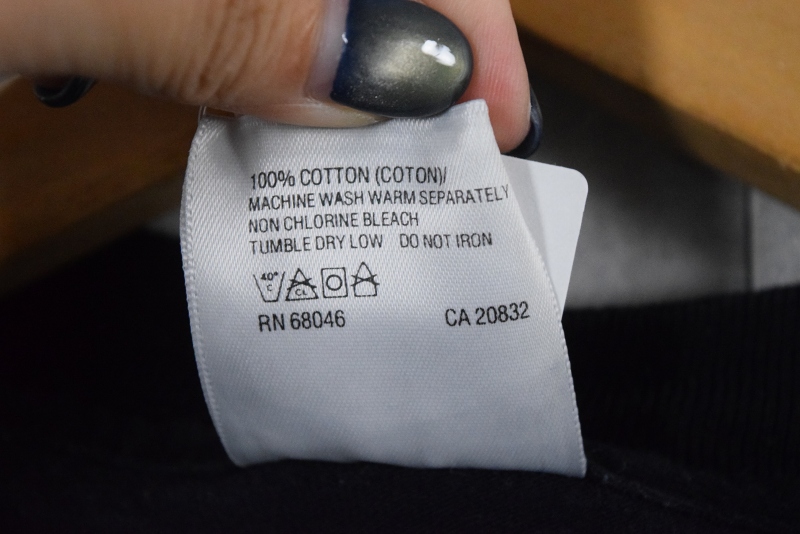 100% COTTON (COTON)/
MACHINE WASH WARM SEPARATELY
NON CHLORINE BLEACH
TUMBLE DRY LOW DO NOT IRON
40° C CL
RN 68046 CA 20832